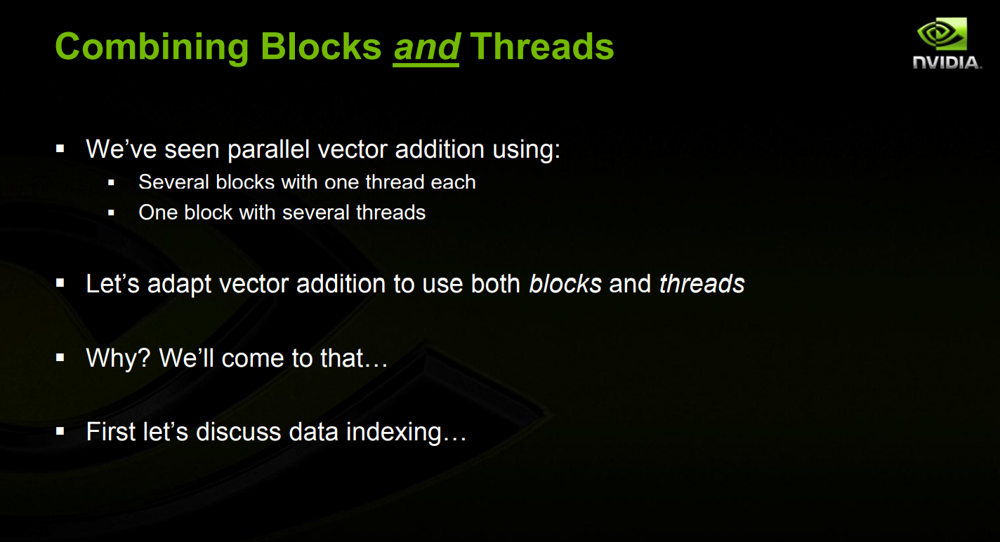 Combining Blocks and Threads
NVIDIA
We’ve seen parallel vector addition using:
Several blocks with one thread each
One block with several threads
Let’s adapt vector addition to use both blocks and threads
Why? We’ll come to that…
First let’s discuss data indexing…